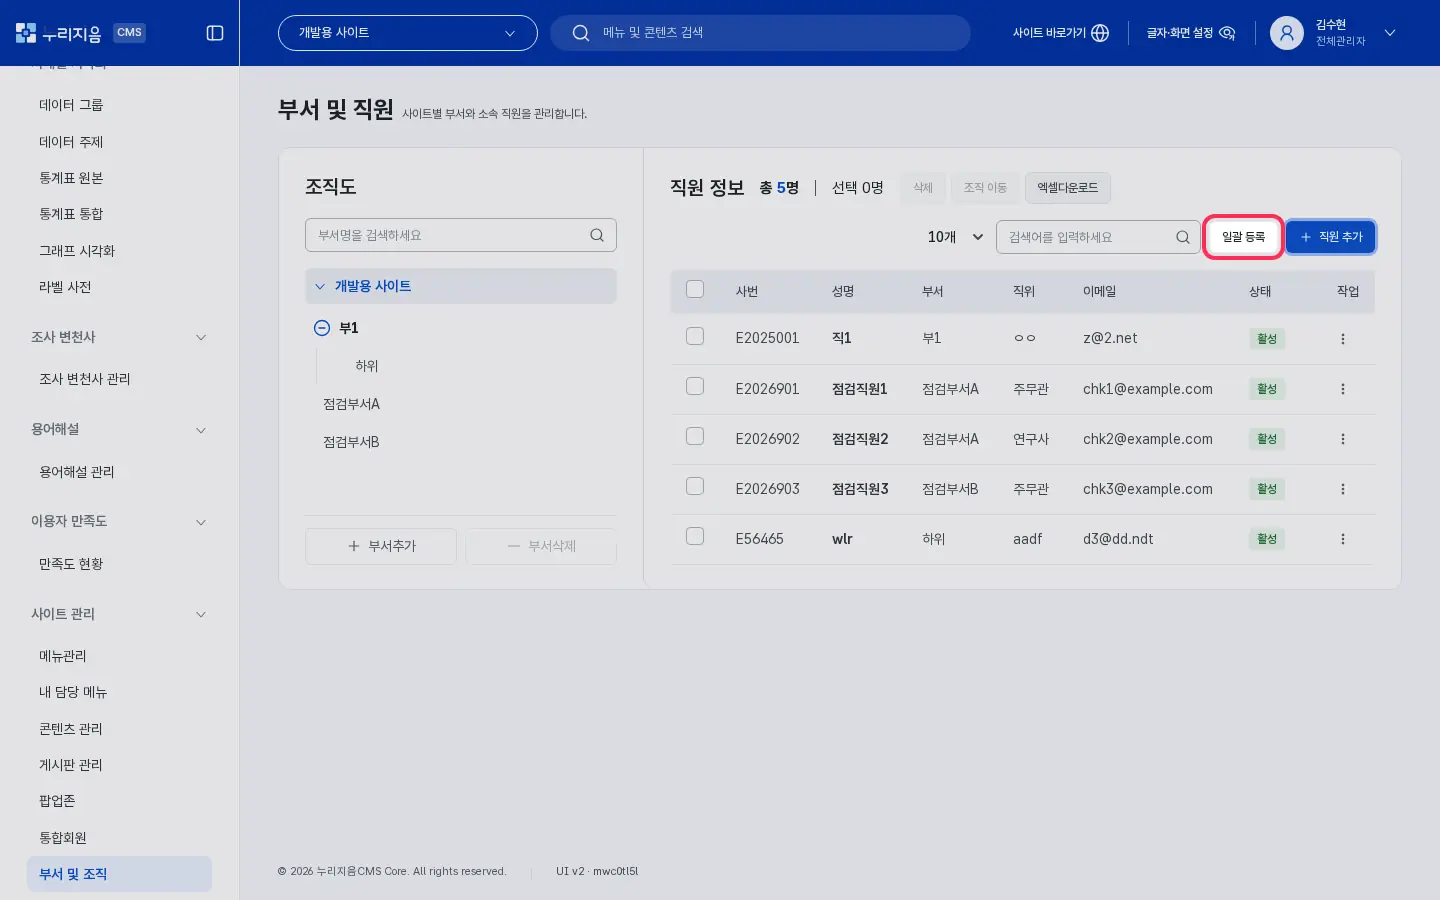 누리지음 CMS
개발용 사이트
메뉴 및 콘텐츠 검색
사이트 바로가기
글자·화면 설정
김수현
전체관리자
데이터 그룹
데이터 주제
통계표 원본
통계표 통합
그래프 시각화
라벨 사전
조사 변천사
조사 변천사 관리
용어해설
용어해설 관리
이용자 만족도
만족도 현황
사이트 관리
메뉴관리
내 담당 메뉴
콘텐츠 관리
게시판 관리
팝업존
통합회원
부서 및 조직
부서 및 직원 사이트별 부서와 소속 직원을 관리합니다.
조직도
부서명을 검색하세요
개발용 사이트
부1
하위
점검부서A
점검부서B
부서추가
부서삭제
직원 정보 총 5명 | 선택 0명 삭제 조직 이동 엑셀다운로드
10개 검색어를 입력하세요 일괄 등록 + 직원 추가
사번 성명 부서 직위 이메일 상태 작업
E2025001 직1 부1 ㅇㅇ z@2.net 활성
E2026901 점검직원1 점검부서A 주무관 chk1@example.com 활성
E2026902 점검직원2 점검부서A 연구사 chk2@example.com 활성
E2026903 점검직원3 점검부서B 주무관 chk3@example.com 활성
E56465 wlr 하위 aadf d3@dd.ndt 활성
© 2026 누리지음CMS Core. All rights reserved. UI v2 · mwc0tl5l